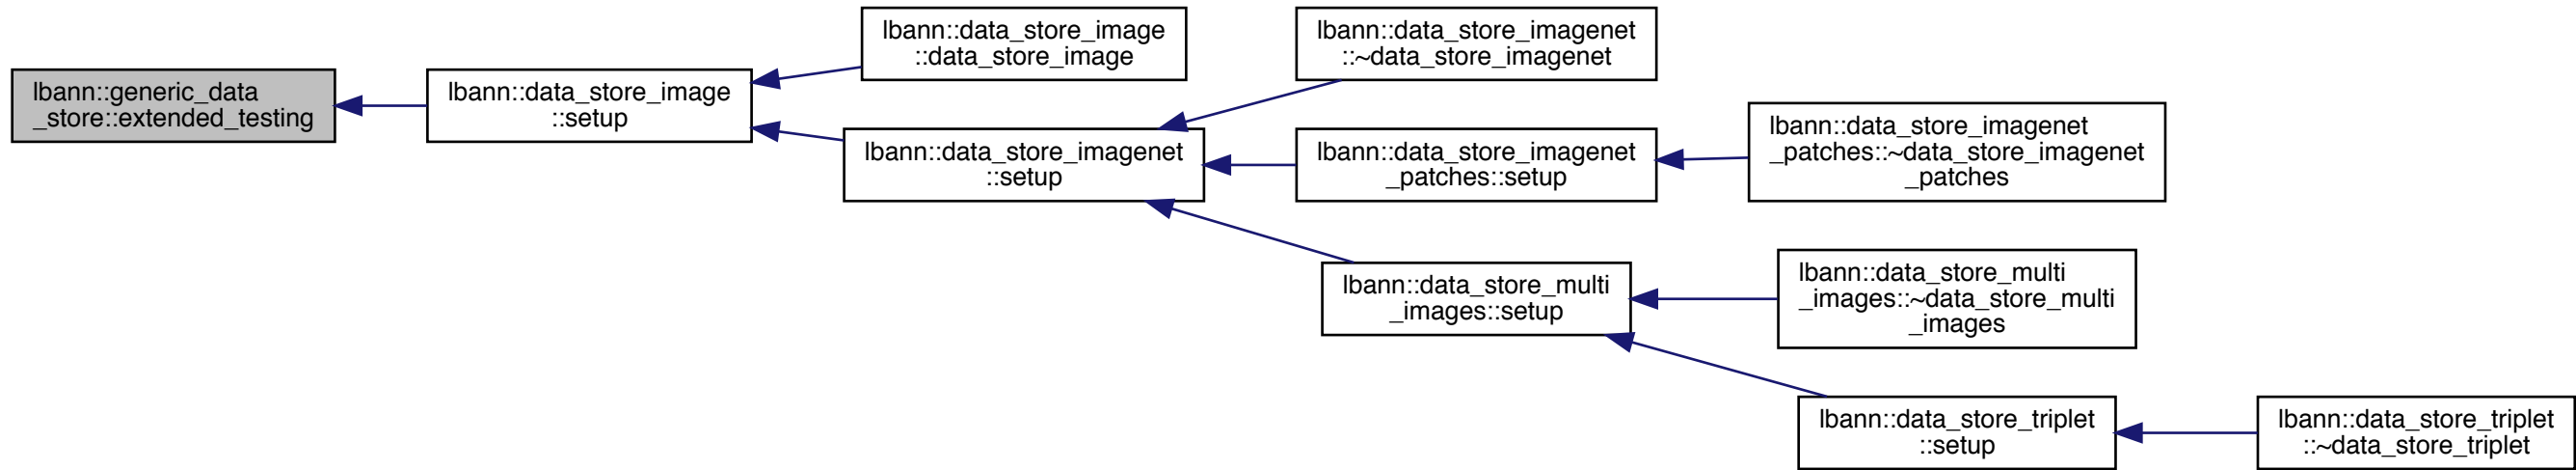 lbann::generic_data
_store::extended_testing
lbann::data_store_image
::setup
lbann::data_store_image
::data_store_image
lbann::data_store_imagenet
::setup
lbann::data_store_imagenet
::~data_store_imagenet
lbann::data_store_imagenet
_patches::setup
lbann::data_store_imagenet
_patches::~data_store_imagenet
_patches
lbann::data_store_multi
_images::setup
lbann::data_store_multi
_images::~data_store_multi
_images
lbann::data_store_triplet
::setup
lbann::data_store_triplet
::~data_store_triplet